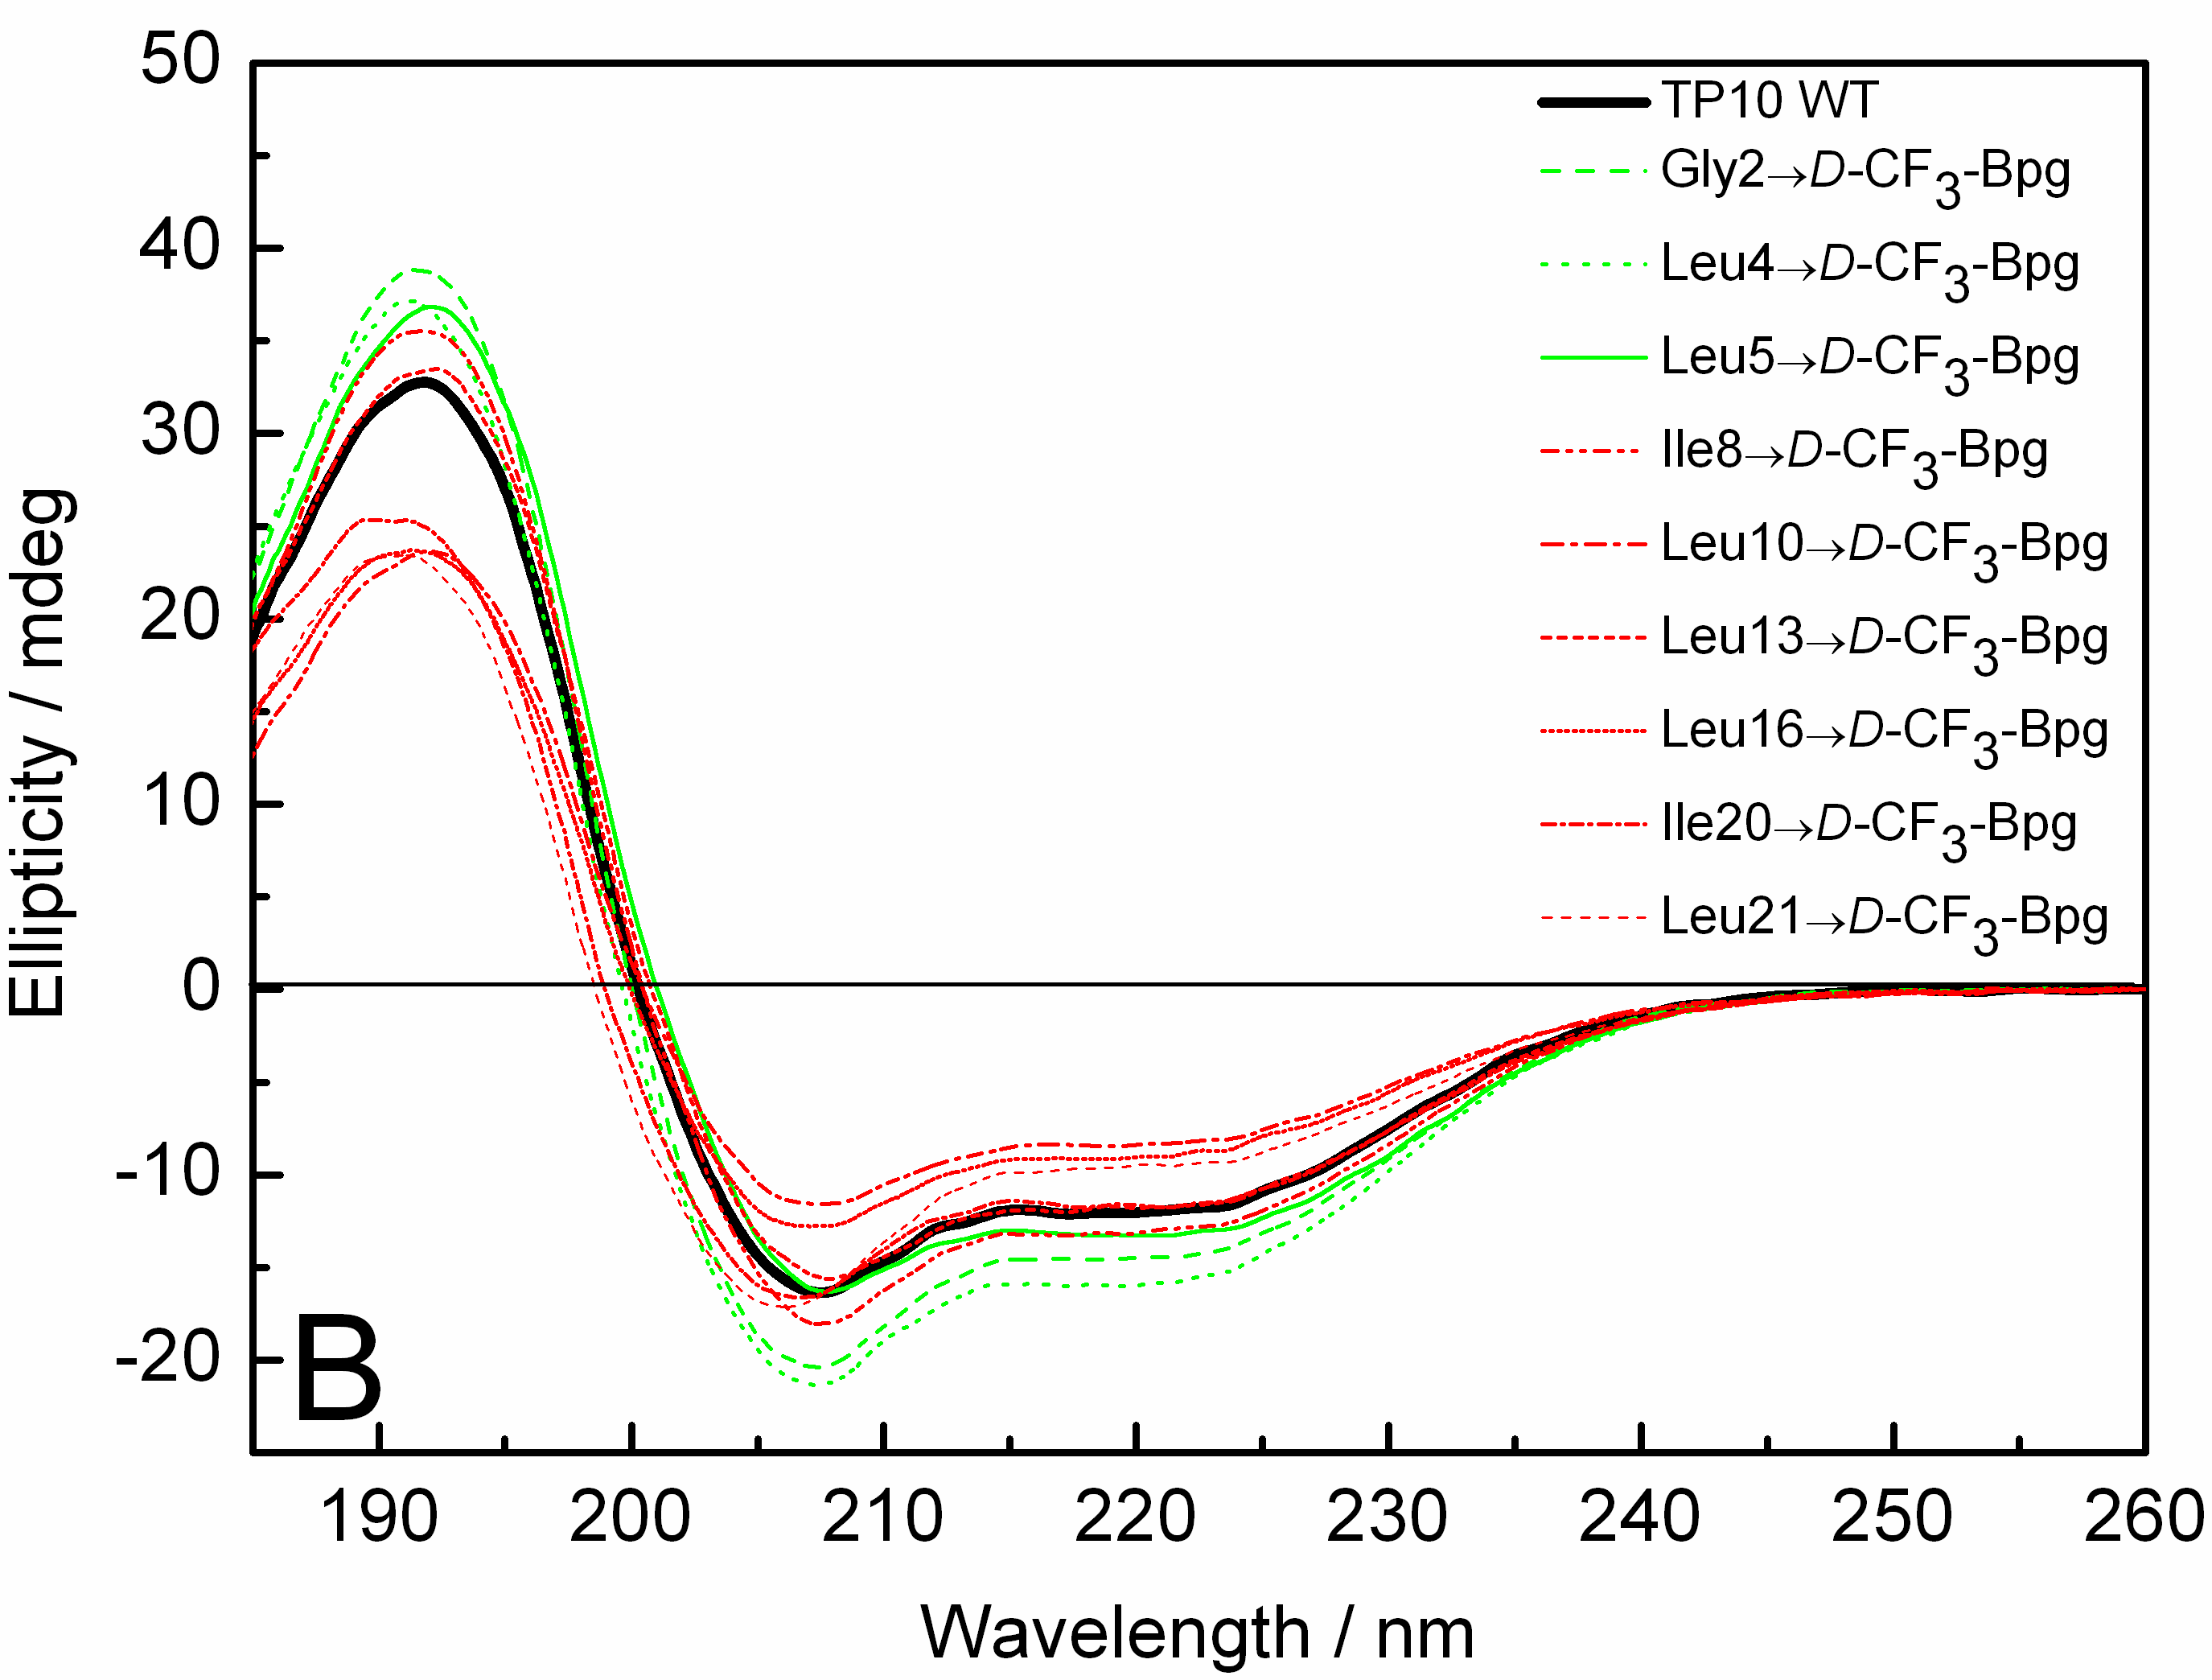 50
40
30
20
10
0
-10
-20
Ellipticity / mdeg
TP10 WT
Gly2→D-CF3-Bpg
Leu4→D-CF3-Bpg
Leu5→D-CF3-Bpg
Ile8→D-CF3-Bpg
Leu10→D-CF3-Bpg
Leu13→D-CF3-Bpg
Leu16→D-CF3-Bpg
Ile20→D-CF3-Bpg
Leu21→D-CF3-Bpg
B
190 200 210 220 230 240 250 260
Wavelength / nm